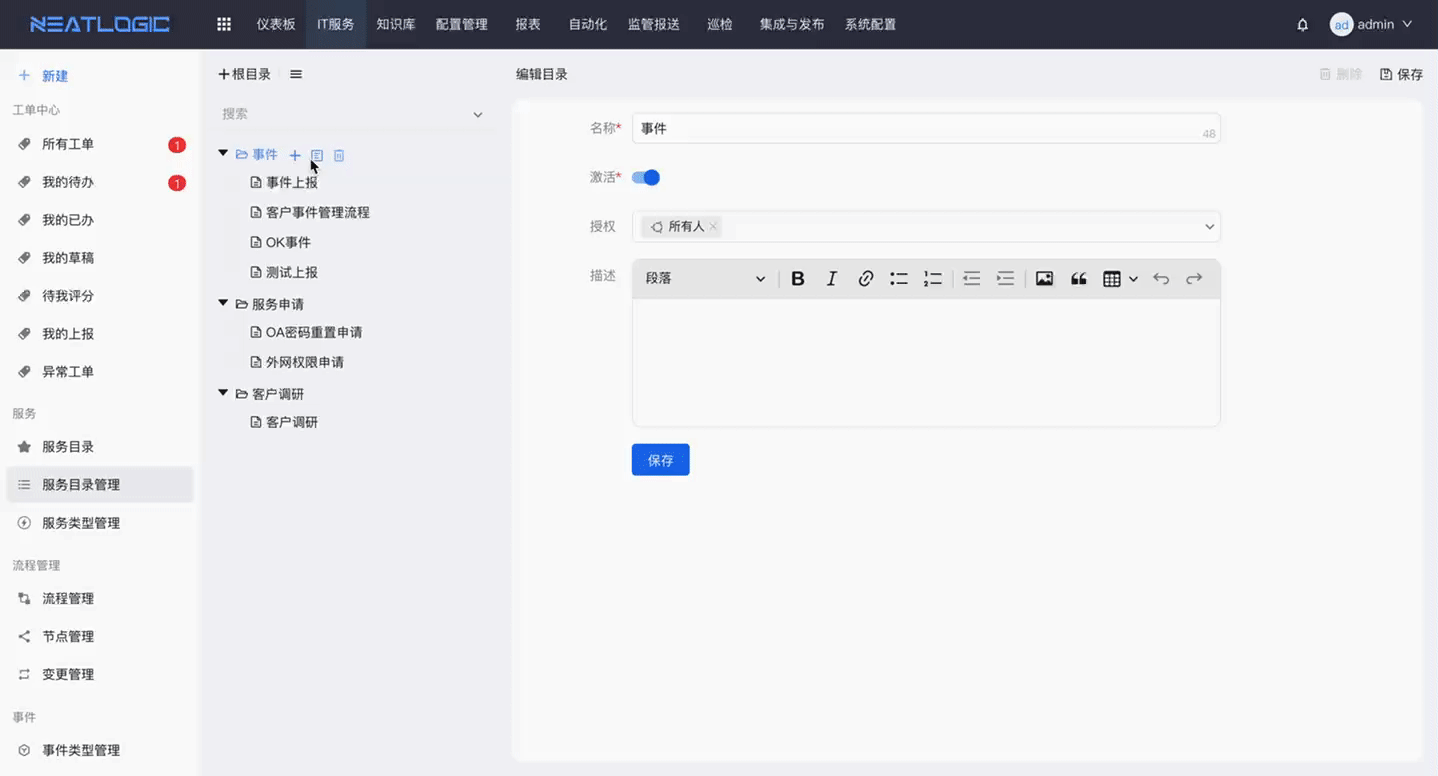 NEATLOGIC
仪表板
IT服务
知识库
配置管理
报表
自动化
监管报送
巡检
集成与发布
系统配置
ad
admin
新建
工单中心
所有工单
1
我的待办
1
我的已办
我的草稿
待我评分
我的上报
异常工单
服务
服务目录
服务目录管理
服务类型管理
流程管理
流程管理
节点管理
变更管理
事件
事件类型管理
根目录
搜索
事件
事件上报
客户事件管理流程
OK事件
测试上报
服务申请
OA密码重置申请
外网权限申请
客户调研
客户调研
编辑目录
删除
保存
名称*
事件
48
激活*
授权
所有人
描述
段落
B
I
保存